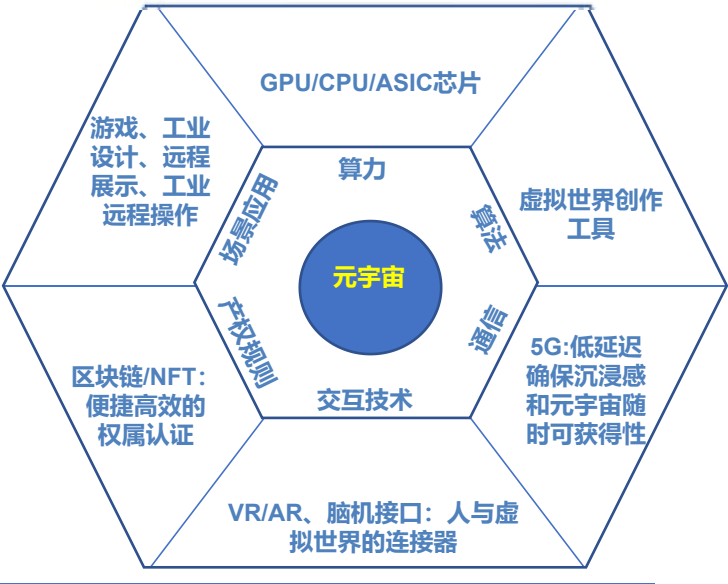 GPU/CPU/ASIC芯片
算力
游戏、工业
设计、远程
展示、工业
远程操作
场景应用
算法
虚拟世界创作
工具
元宇宙
产权规则
通信
区块链/NFT：
便捷高效的
权属认证
5G:低延迟
确保沉浸感
和元宇宙随
时可获得性
交互技术
VR/AR、脑机接口：人与虚
拟世界的连接器